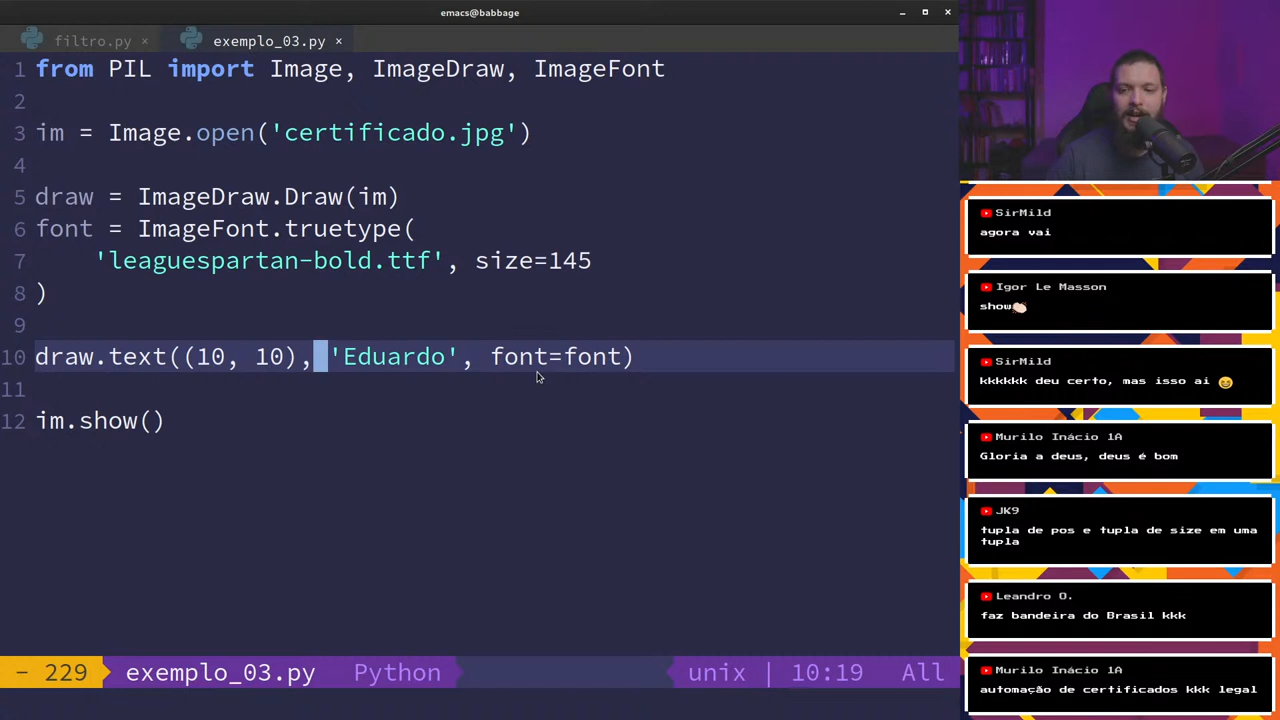 emacs@babbage
filtro.py × exemplo_03.py ×
1 from PIL import Image, ImageDraw, ImageFont
2
3 im = Image.open('certificado.jpg')
4
5 draw = ImageDraw.Draw(im)
6 font = ImageFont.truetype(
7 'leaguespartan-bold.ttf', size=145
8 )
9
10 draw.text((10, 10), 'Eduardo', font=font)
11
12 im.show()
- 229 exemplo_03.py Python unix | 10:19 All
SirMild
agora vai
Igor Le Masson
show👏🏻
SirMild
kkkkkk deu certo, mas isso ai 😄
Murilo Inácio 1A
Gloria a deus, deus é bom
JK9
tupla de pos e tupla de size em uma
tupla
Leandro O.
faz bandeira do Brasil kkk
Murilo Inácio 1A
automação de certificados kkk legal